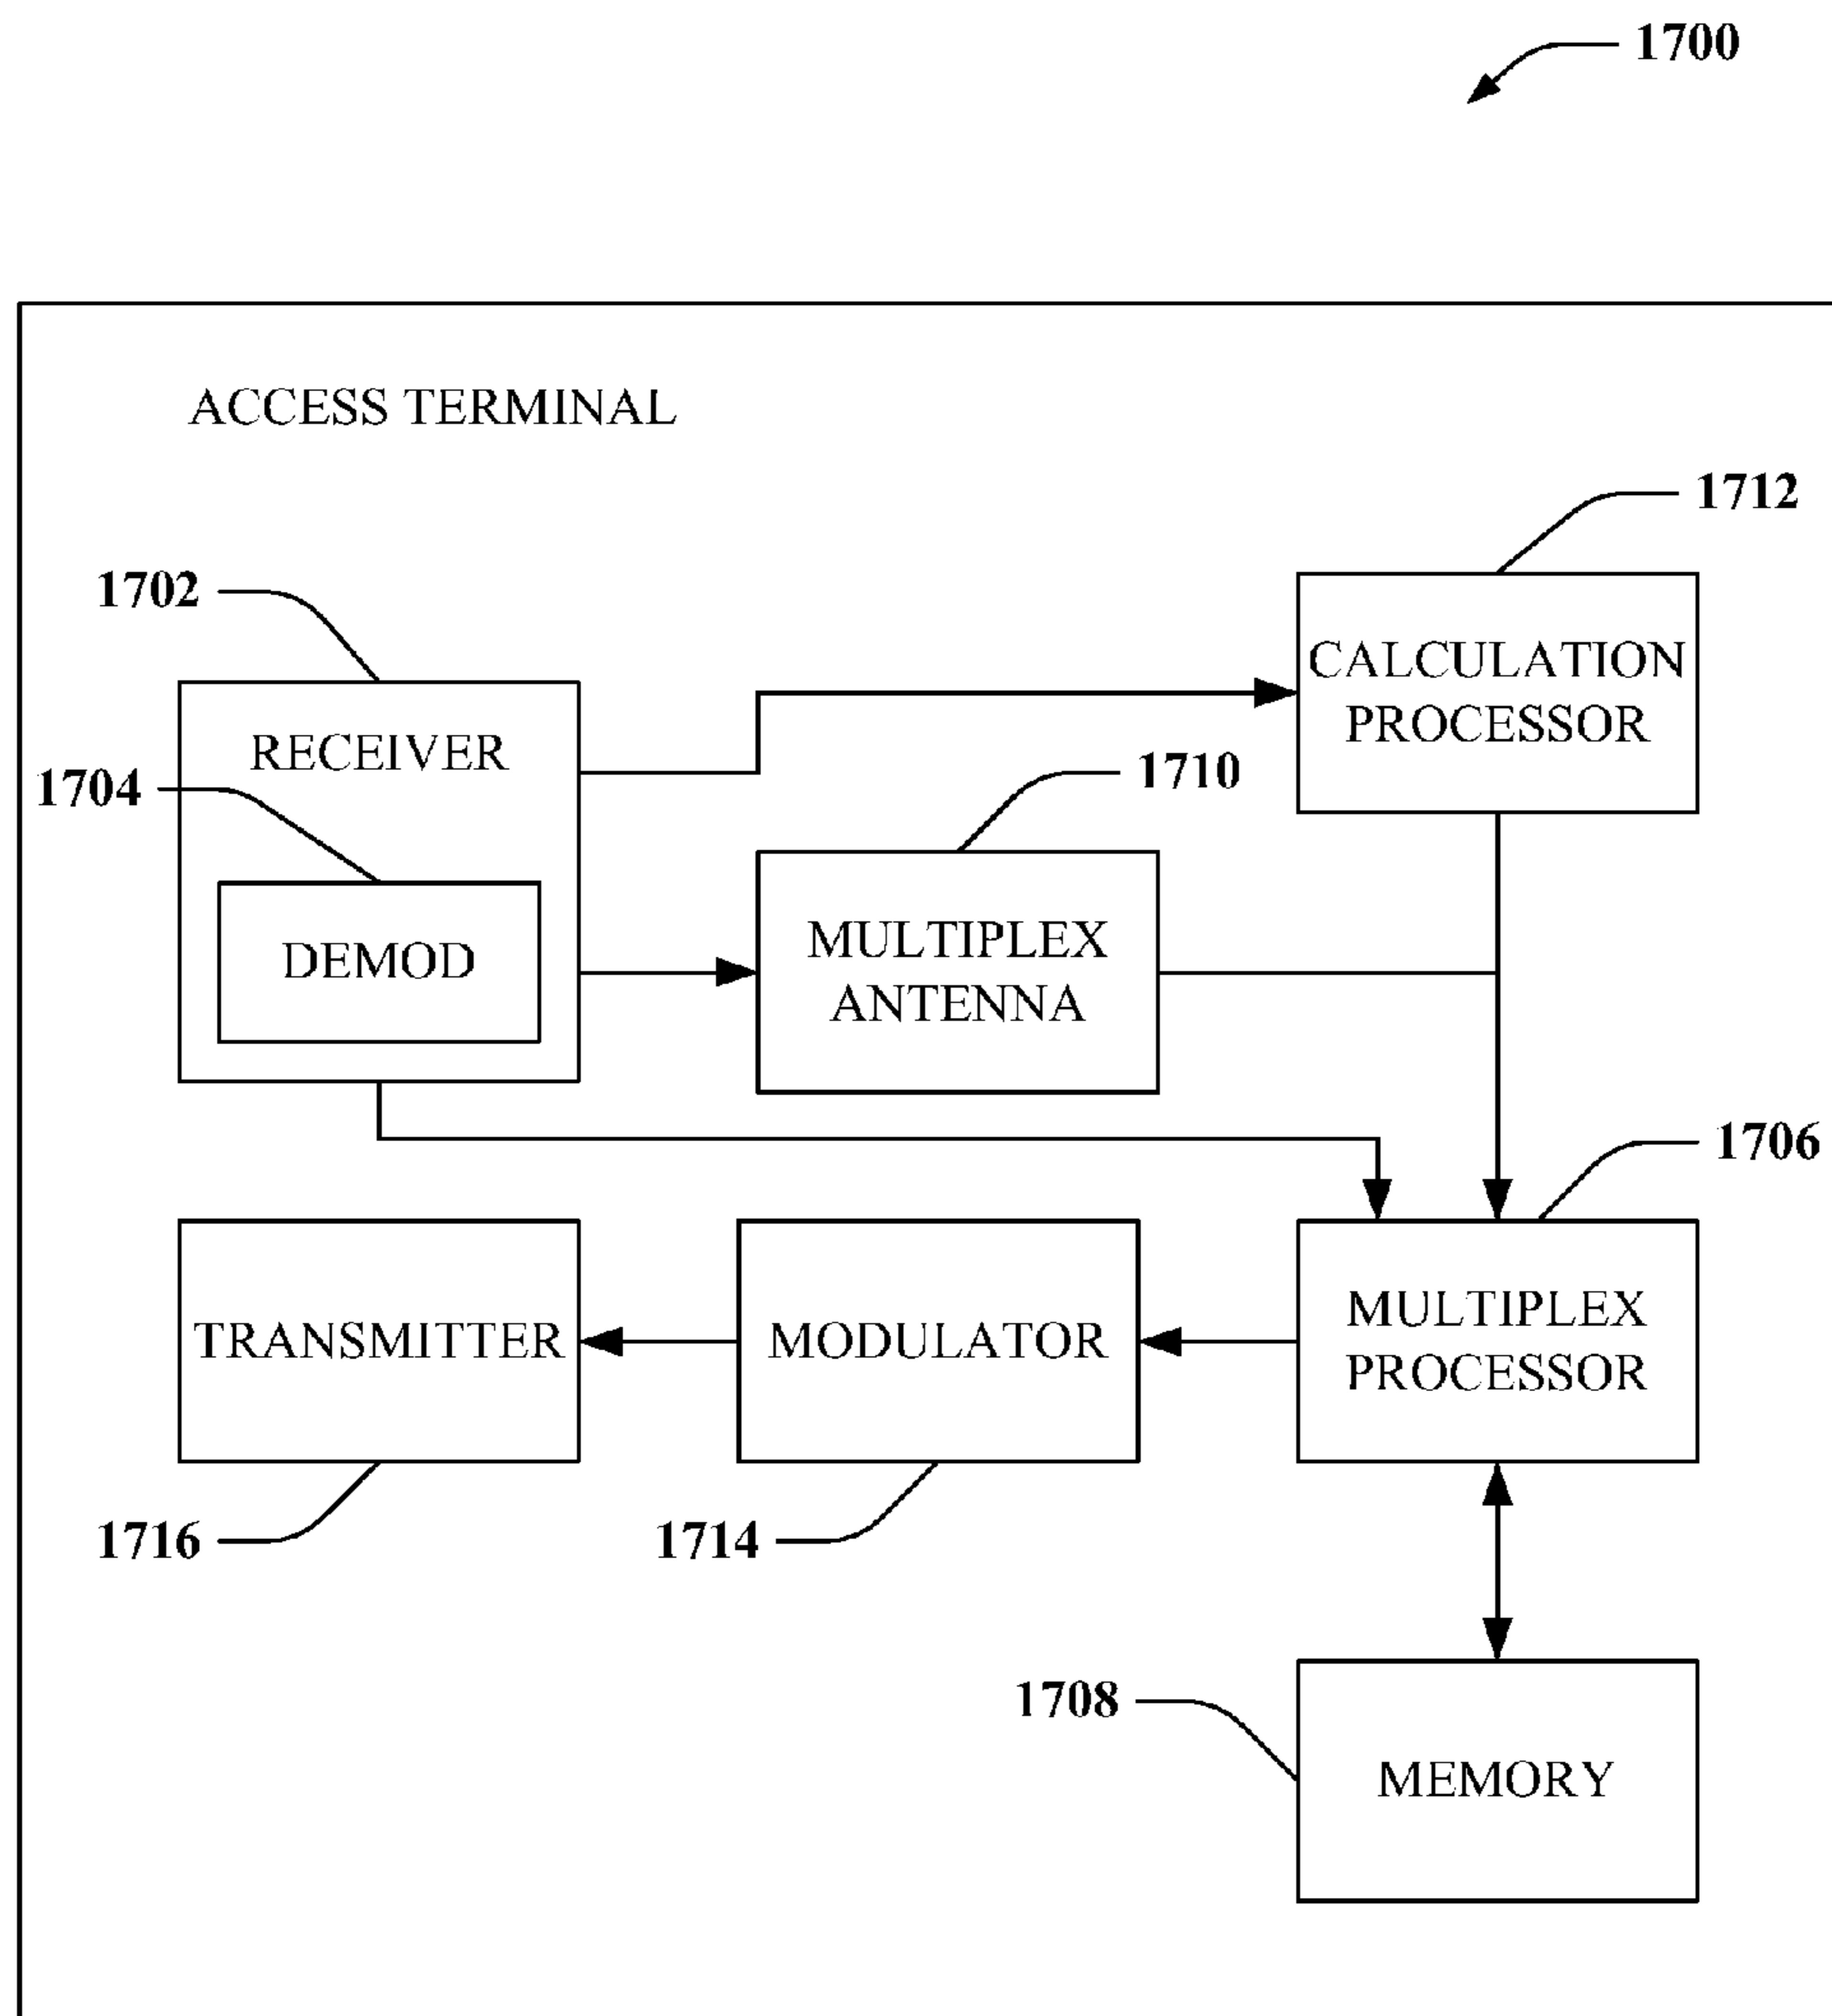 1700
ACCESS TERMINAL
1712
1702
CALCULATION
PROCESSOR
RECEIVER
1704
1710
DEMOD
MULTIPLEX
ANTENNA
1706
TRANSMITTER
MODULATOR
MULTIPLEX
PROCESSOR
1716
1714
1708
MEMORY